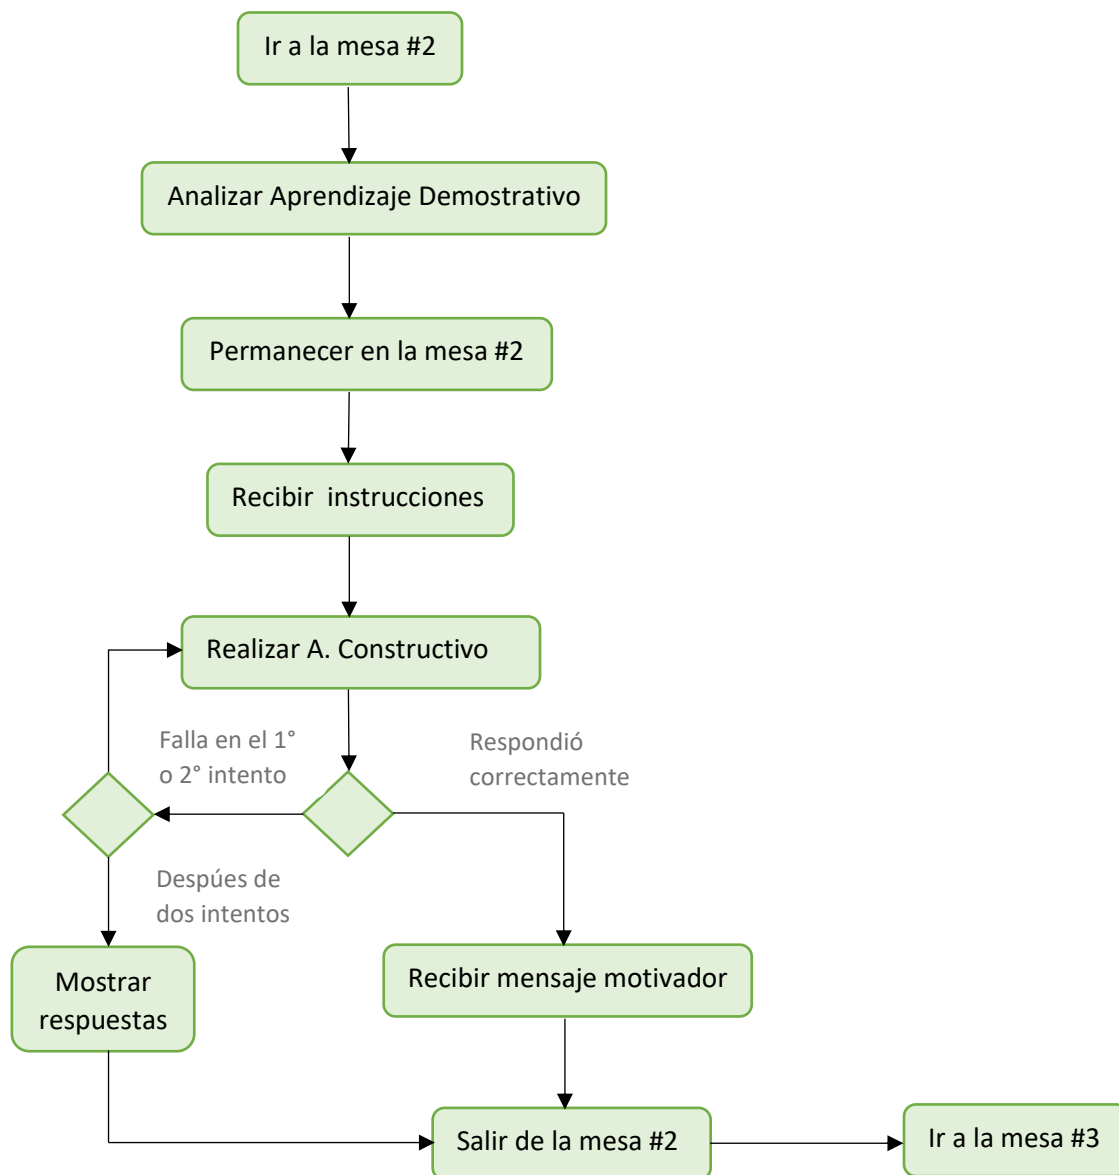 Ir a la mesa #2
Analizar Aprendizaje Demostrativo
Permanecer en la mesa #2
Recibir  instrucciones
Realizar A. Constructivo
Falla en el 1°
o 2° intento
Respondió
correctamente
Despúes de
dos intentos
Mostrar
respuestas
Recibir mensaje motivador
Salir de la mesa #2
Ir a la mesa #3